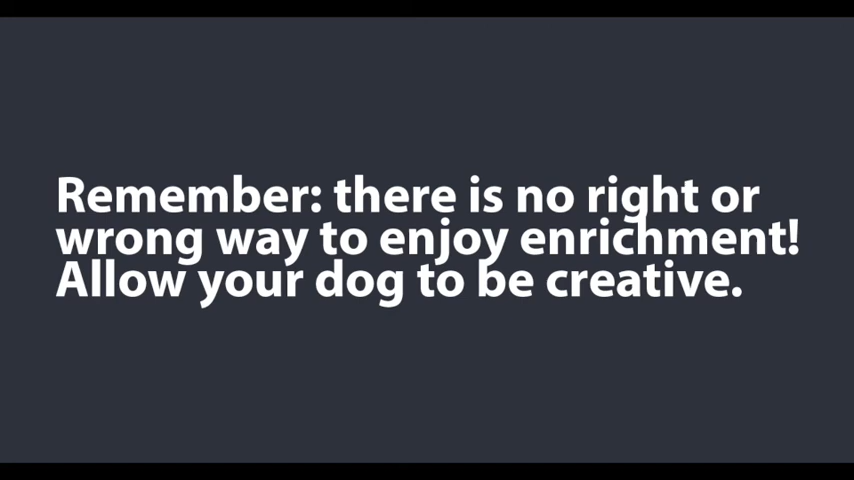 Remember: there is no right or
wrong way to enjoy enrichment!
Allow your dog to be creative.